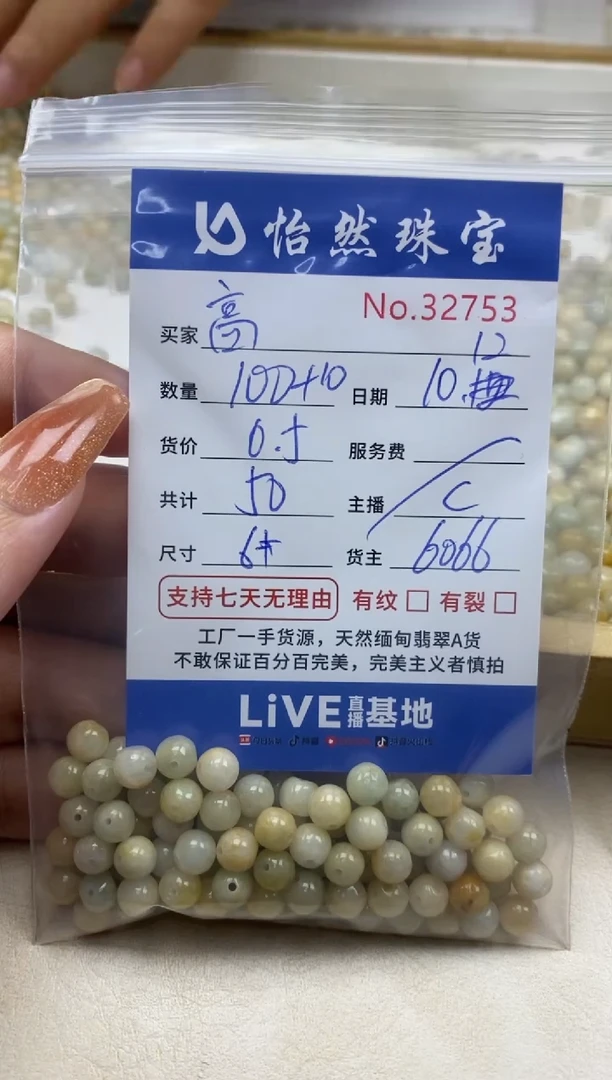 怡然珠宝
No.32753
买家 高
12
数量 100+10 日期 10.
货价 0.5 服务费
共计 50 主播 C
尺寸 6# 货主 6066
支持七天无理由 有纹 □ 有裂 □
工厂一手货源，天然缅甸翡翠A货
不敢保证百分百完美，完美主义者慎拍
LiVE 直播 基地